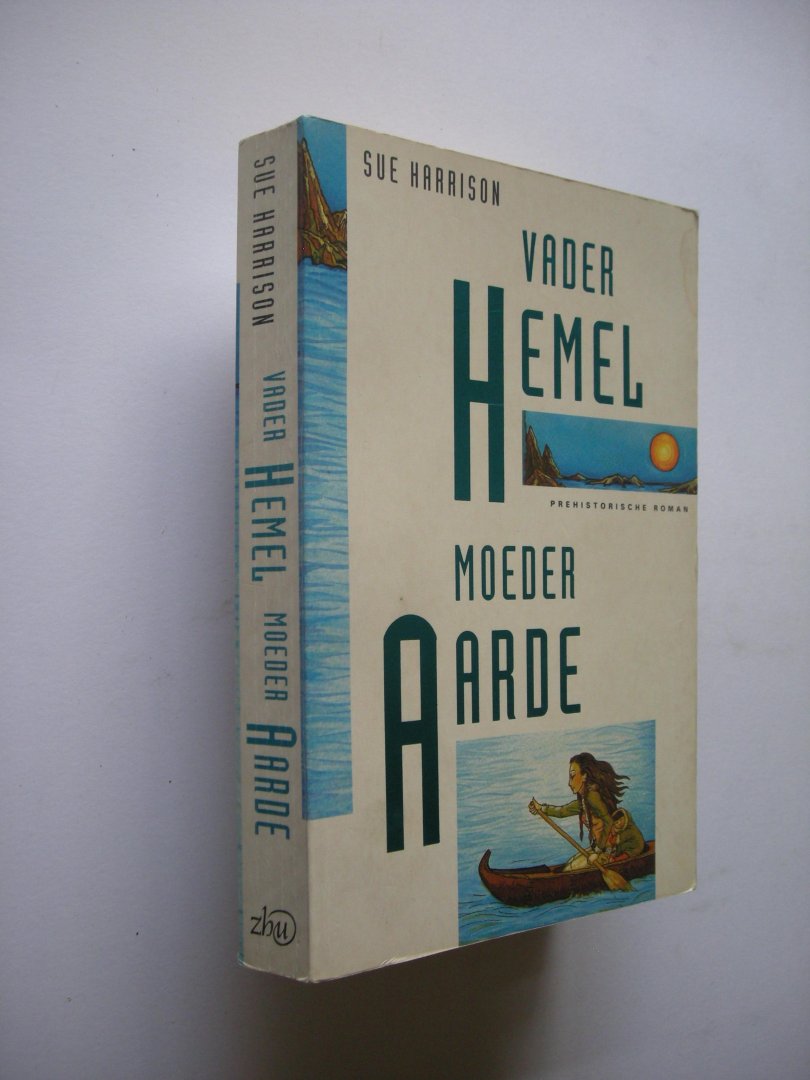 SUE HARRISON
VADER
HEMEL
PREHISTORISCHE ROMAN
MOEDER
AARDE
SUE HARRISON VADER HEMEL MOEDER AARDE
zhu